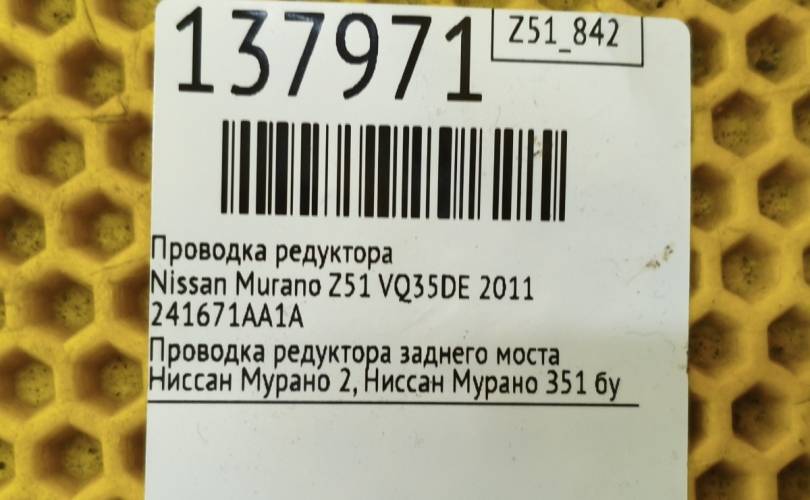 137971
Z51_842
Проводка редуктора
Nissan Murano Z51 VQ35DE 2011
241671AA1A
Проводка редуктора заднего моста
Ниссан Мурано 2, Ниссан Мурано З51 бу